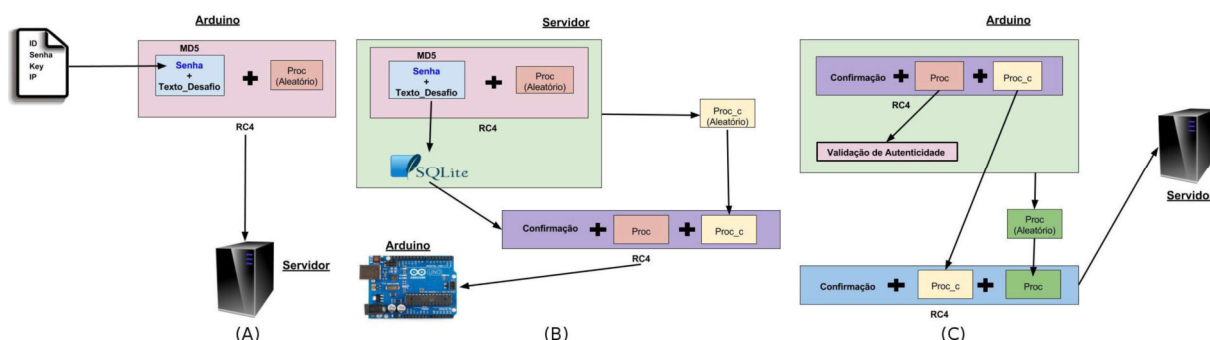 Arduino
ID
Senha
Key
IP
MD5
Senha
+
Texto_Desafio
+
Proc
(Aleatório)
RC4
Servidor
(A)
Servidor
MD5
Senha
+
Texto_Desafio
+
Proc
(Aleatório)
RC4
Proc_c
(Aleatório)
SQLite
Confirmação + Proc + Proc_c
RC4
Arduino
(B)
Arduino
Confirmação + Proc + Proc_c
RC4
Validação de Autenticidade
Servidor
Proc
(Aleatório)
Confirmação + Proc_c + Proc
RC4
(C)